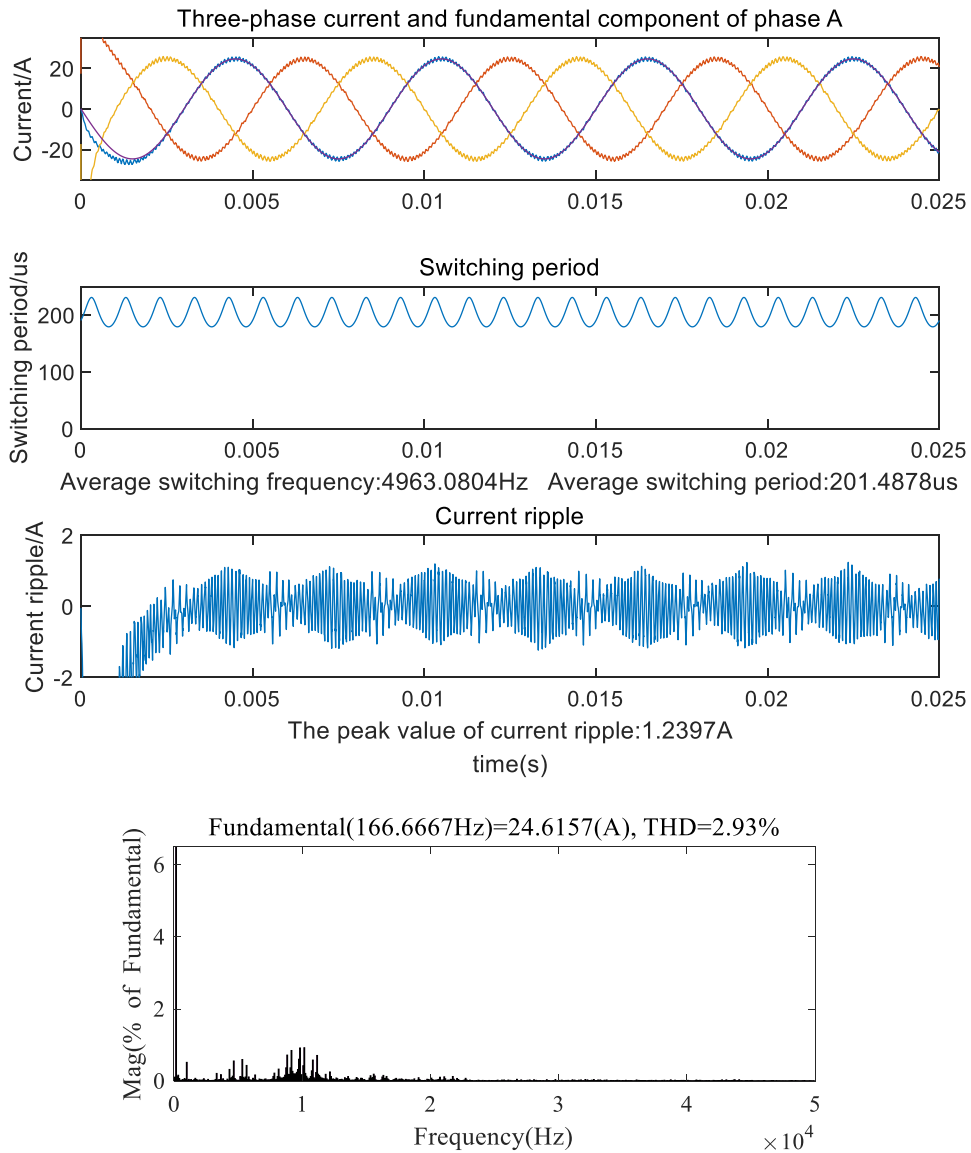 Three-phase current and fundamental component of phase A
Current/A
20
0
-20
0 0.005 0.01 0.015 0.02 0.025
Switching period
Switching period/us
200
100
0
0 0.005 0.01 0.015 0.02 0.025
Average switching frequency:4963.0804Hz Average switching period:201.4878us
Current ripple
Current ripple/A
2
0
-2
0 0.005 0.01 0.015 0.02 0.025
The peak value of current ripple:1.2397A
time(s)
Fundamental(166.6667Hz)=24.6157(A), THD=2.93%
Mag(% of Fundamental)
6
4
2
0
0 1 2 3 4 5
Frequency(Hz)
×10⁴